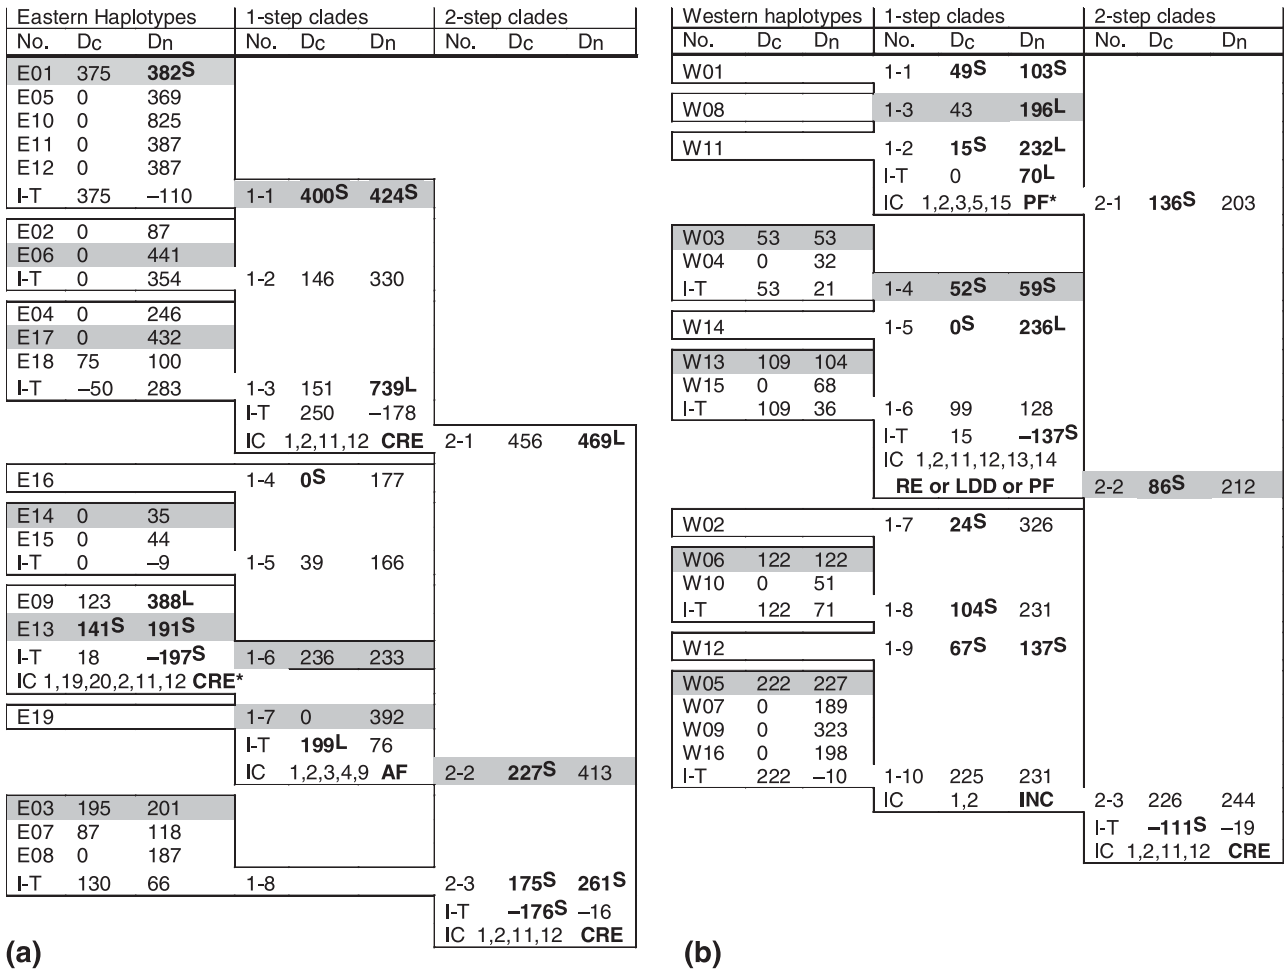 Eastern Haplotypes 1-step clades 2-step clades
No. Dc Dn No. Dc Dn No. Dc Dn
E01 375 382S
E05 0 369
E10 0 825
E11 0 387
E12 0 387
I-T 375 –110 1-1 400S 424S
E02 0 87
E06 0 441
I-T 0 354 1-2 146 330
E04 0 246
E17 0 432
E18 75 100
I-T –50 283 1-3 151 739L
I-T 250 –178
IC 1,2,11,12 CRE 2-1 456 469L
E16 1-4 0S 177
E14 0 35
E15 0 44
I-T 0 –9 1-5 39 166
E09 123 388L
E13 141S 191S
I-T 18 –197S 1-6 236 233
IC 1,19,20,2,11,12 CRE*
E19 1-7 0 392
I-T 199L 76
IC 1,2,3,4,9 AF 2-2 227S 413
E03 195 201
E07 87 118
E08 0 187
I-T 130 66 1-8 2-3 175S 261S
I-T –176S –16
IC 1,2,11,12 CRE
(a)
Western haplotypes 1-step clades 2-step clades
No. Dc Dn No. Dc Dn No. Dc Dn
W01 1-1 49S 103S
W08 1-3 43 196L
W11 1-2 15S 232L
I-T 0 70L
IC 1,2,3,5,15 PF* 2-1 136S 203
W03 53 53
W04 0 32
I-T 53 21 1-4 52S 59S
W14 1-5 0S 236L
W13 109 104
W15 0 68
I-T 109 36 1-6 99 128
I-T 15 –137S
IC 1,2,11,12,13,14
RE or LDD or PF 2-2 86S 212
W02 1-7 24S 326
W06 122 122
W10 0 51
I-T 122 71 1-8 104S 231
W12 1-9 67S 137S
W05 222 227
W07 0 189
W09 0 323
W16 0 198
I-T 222 –10 1-10 225 231
IC 1,2 INC 2-3 226 244
I-T –111S –19
IC 1,2,11,12 CRE
(b)